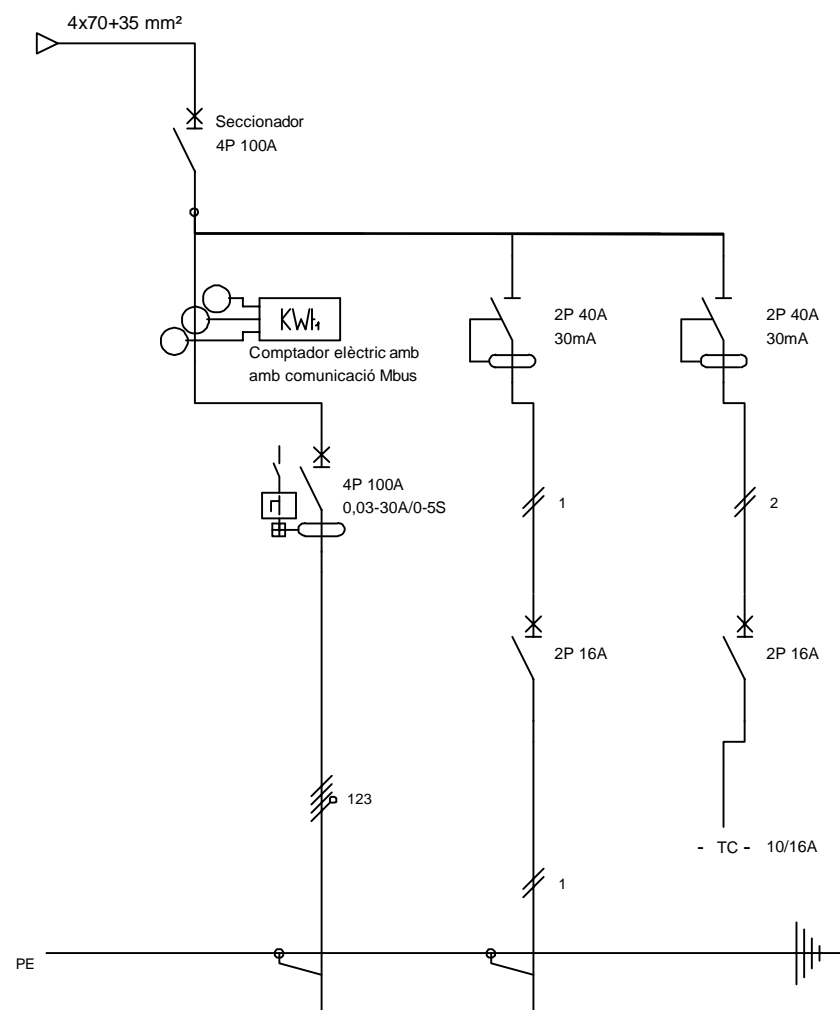 4x70+35 mm²
Seccionador
4P 100A
2P 40A
30mA
2P 40A
30mA
KWh
Comptador elèctric amb
amb comunicació Mbus
4P 100A
0,03-30A/0-5S
1
2
2P 16A
2P 16A
123
- TC - 10/16A
1
PE